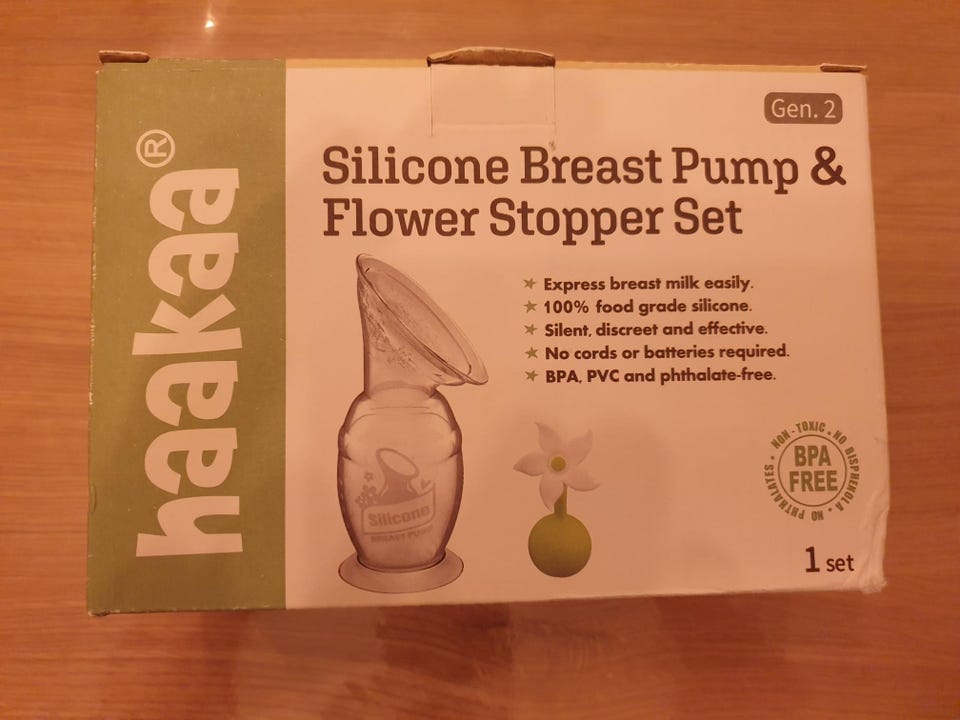 haakaa®
Gen. 2
Silicone Breast Pump &
Flower Stopper Set
Express breast milk easily.
100% food grade silicone.
Silent, discreet and effective.
No cords or batteries required.
BPA, PVC and phthalate-free.
Silicone
BREAST PUMP
NON-TOXIC • NO BISPHENOL A • NO PHTHALATES •
BPA
FREE
1 set